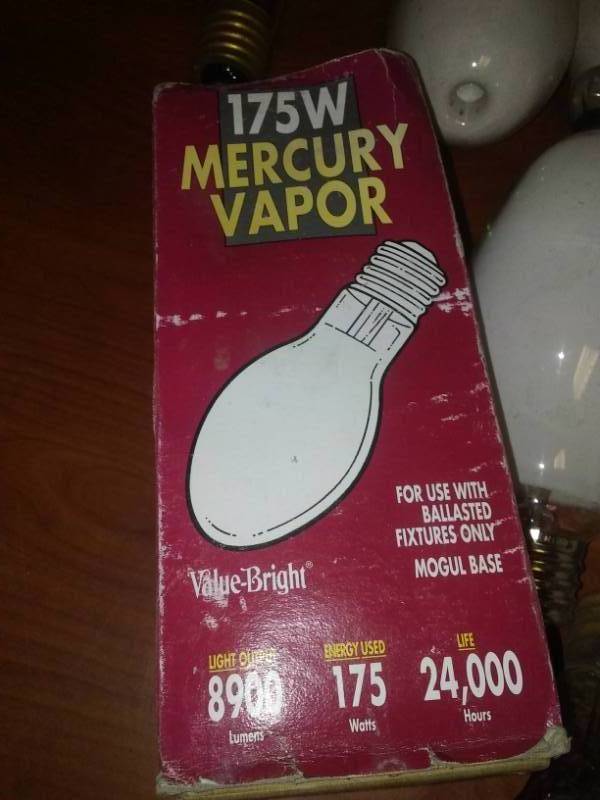 175W
MERCURY
VAPOR
FOR USE WITH
BALLASTED
FIXTURES ONLY
MOGUL BASE
Value-Bright®
LIGHT OUTPUT
8900
Lumens
ENERGY USED
175
Watts
LIFE
24,000
Hours